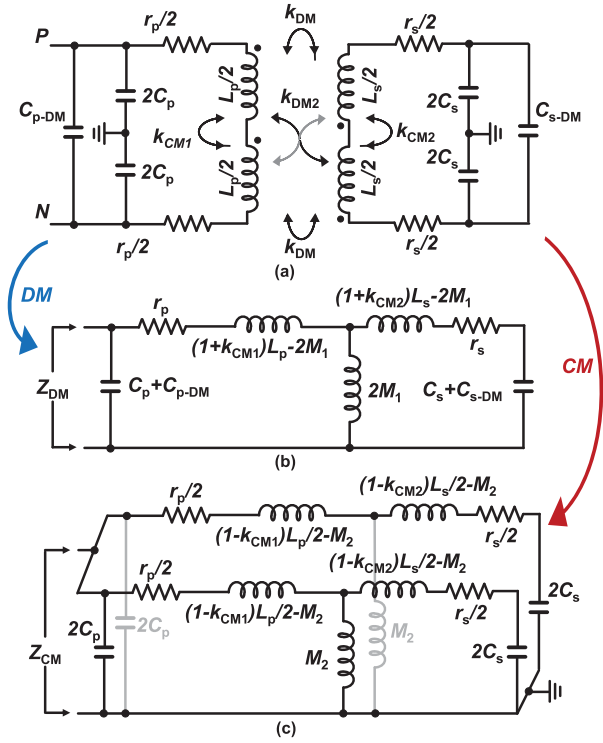 k_DM
P r_p/2 r_s/2
C_p-DM 2C_p L_p/2 k_DM2 L_s/2 2C_s C_s-DM
k_CM1 k_CM2
2C_p L_p/2 L_s/2 2C_s
N r_p/2 k_DM r_s/2
(a)
DM CM
r_p (1+k_CM2)L_s-2M_1
(1+k_CM1)L_p-2M_1 r_s
Z_DM C_p+C_p-DM 2M_1 C_s+C_s-DM
(b)
r_p/2 (1-k_CM2)L_s/2-M_2
(1-k_CM1)L_p/2-M_2 r_s/2
r_p/2 (1-k_CM2)L_s/2-M_2
(1-k_CM1)L_p/2-M_2 r_s/2 2C_s
2C_p 2C_p M_2
Z_CM M_2 2C_s
(c)